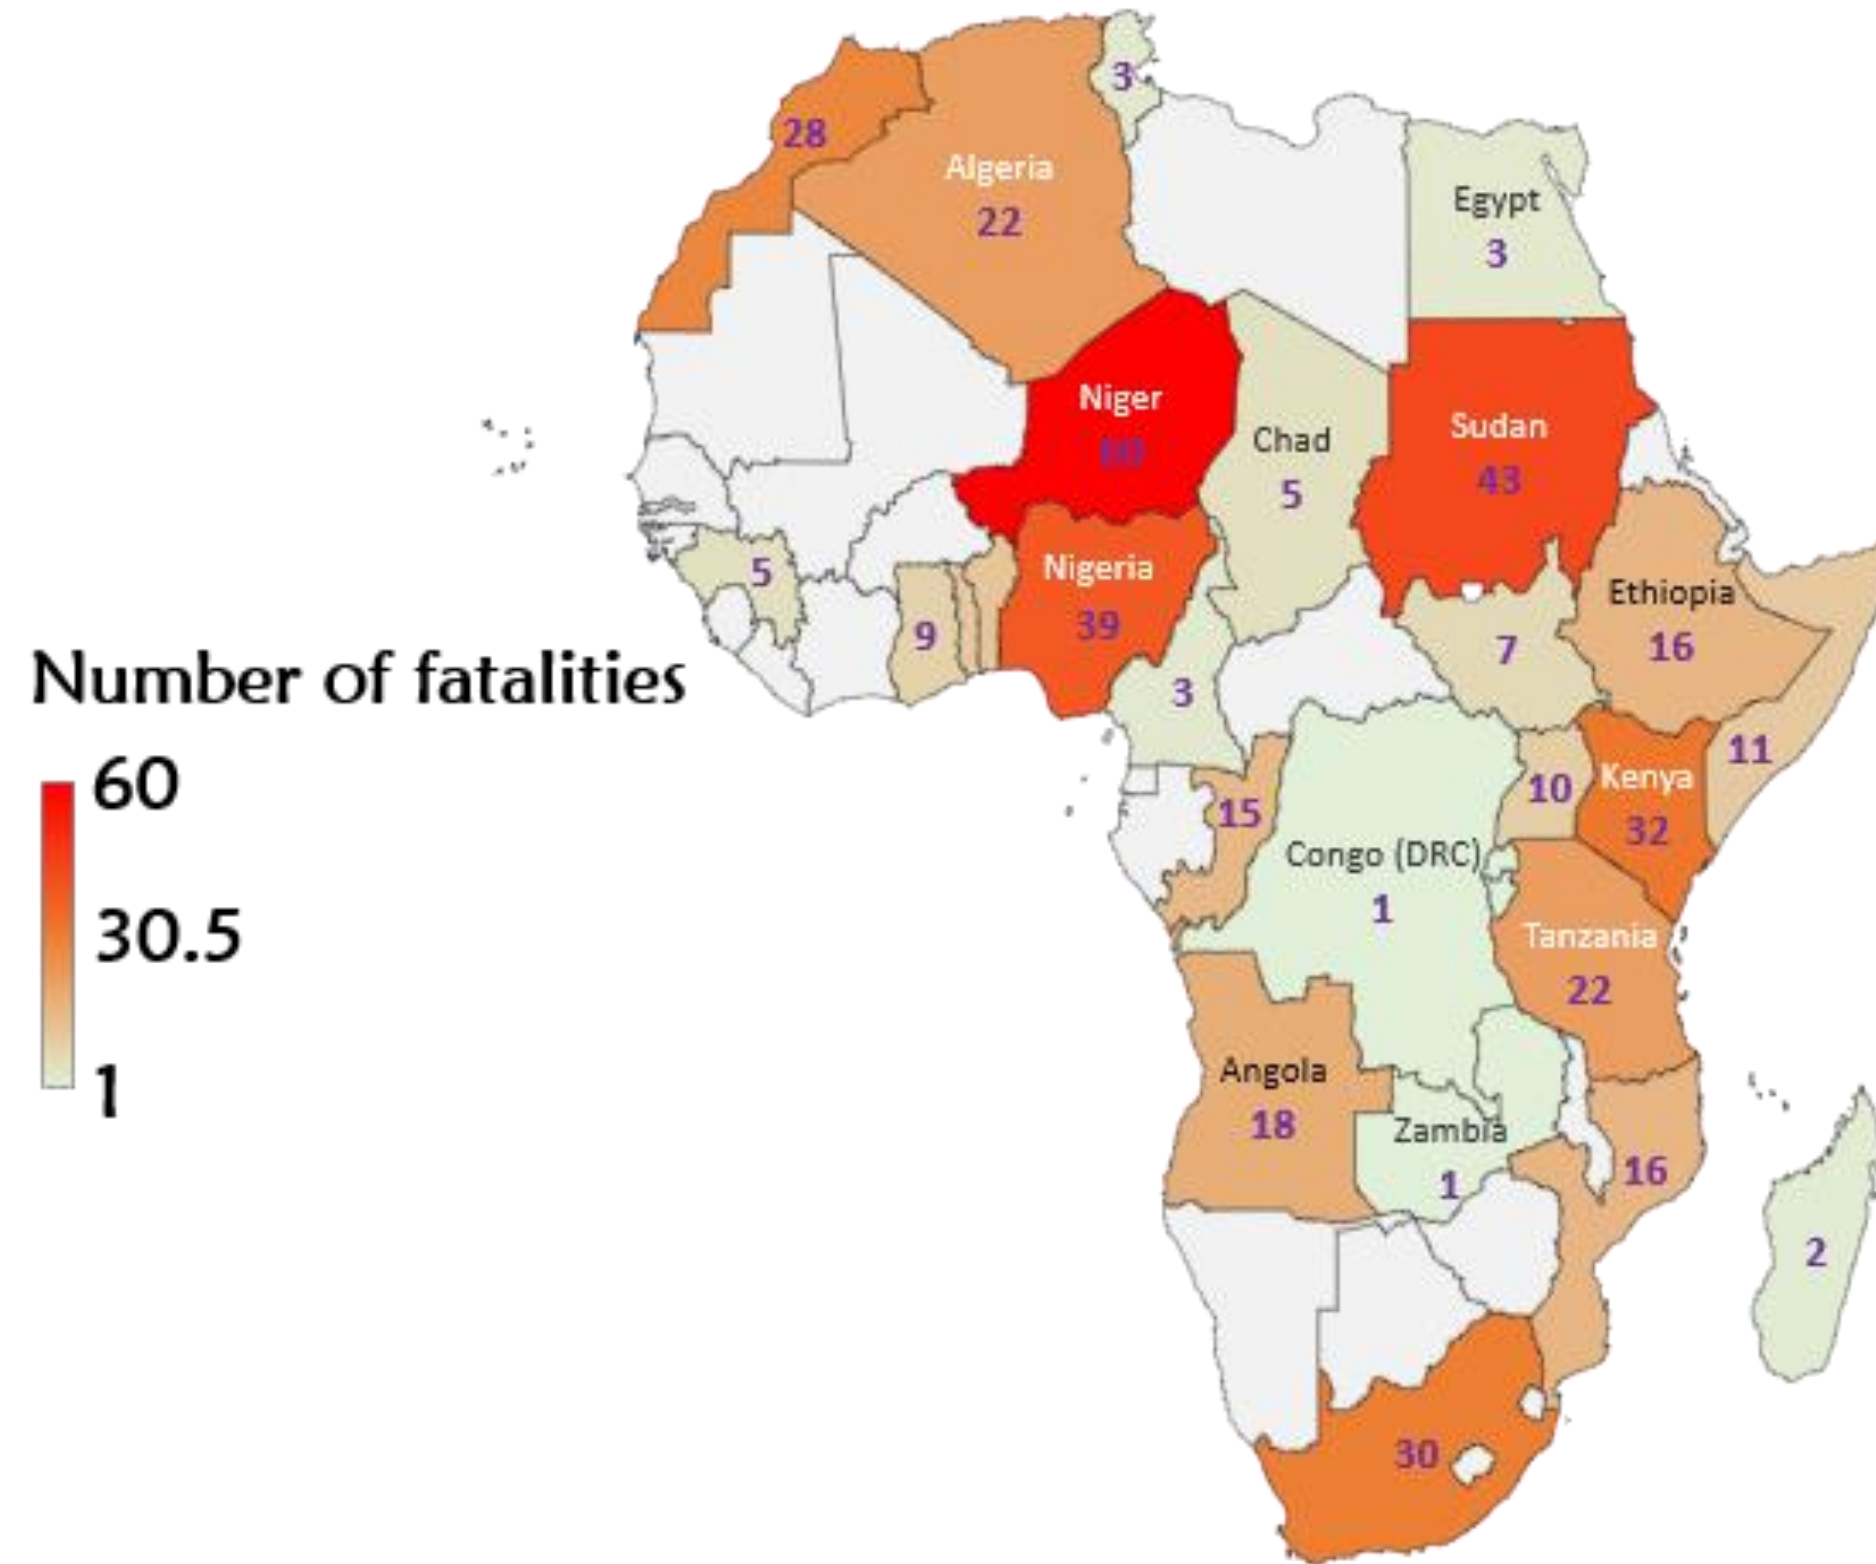 3
28
Algeria
22
Egypt
3
Niger
60
Chad
5
Sudan
43
5
Nigeria
39
9
Ethiopia
16
7
Number of fatalities
60
30.5
1
3
11
10
Kenya
32
15
Congo (DRC)
1
Tanzania
22
Angola
18
Zambia
1
16
2
30